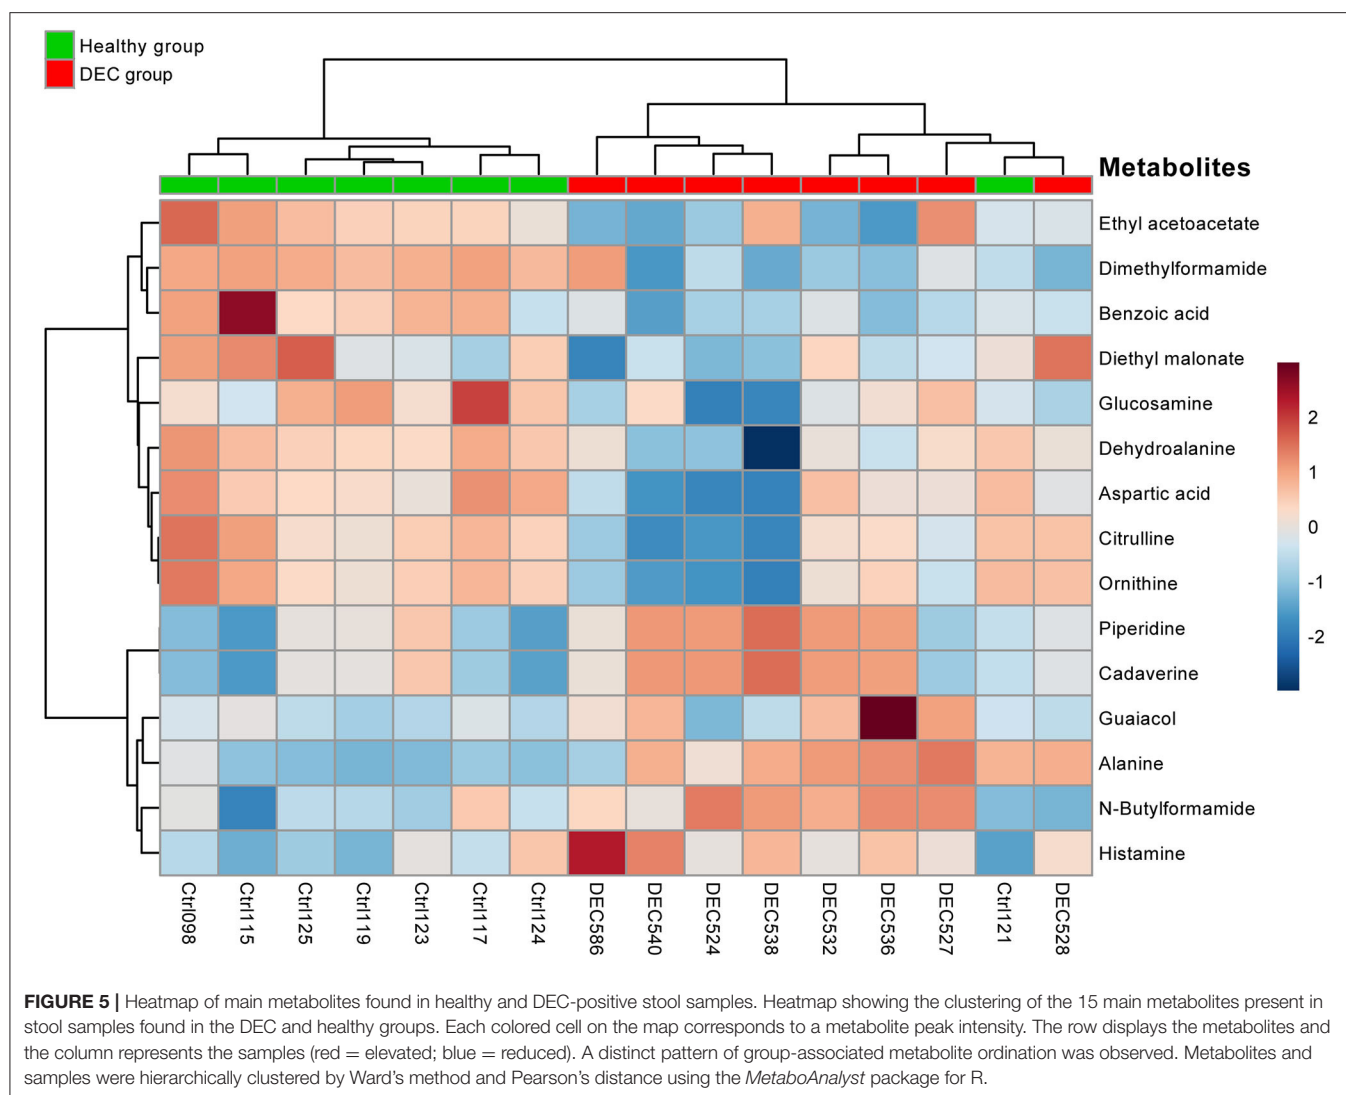 Healthy group
DEC group
Metabolites
Ethyl acetoacetate
Dimethylformamide
Benzoic acid
Diethyl malonate
Glucosamine
Dehydroalanine
Aspartic acid
Citrulline
Ornithine
Piperidine
Cadaverine
Guaiacol
Alanine
N-Butylformamide
Histamine
2
1
0
-1
-2
Ctrl098
Ctrl115
Ctrl125
Ctrl119
Ctrl123
Ctrl117
Ctrl124
DEC586
DEC540
DEC524
DEC538
DEC532
DEC536
DEC527
Ctrl121
DEC528
FIGURE 5 | Heatmap of main metabolites found in healthy and DEC-positive stool samples. Heatmap showing the clustering of the 15 main metabolites present in
stool samples found in the DEC and healthy groups. Each colored cell on the map corresponds to a metabolite peak intensity. The row displays the metabolites and
the column represents the samples (red = elevated; blue = reduced). A distinct pattern of group-associated metabolite ordination was observed. Metabolites and
samples were hierarchically clustered by Ward's method and Pearson's distance using the MetaboAnalyst package for R.